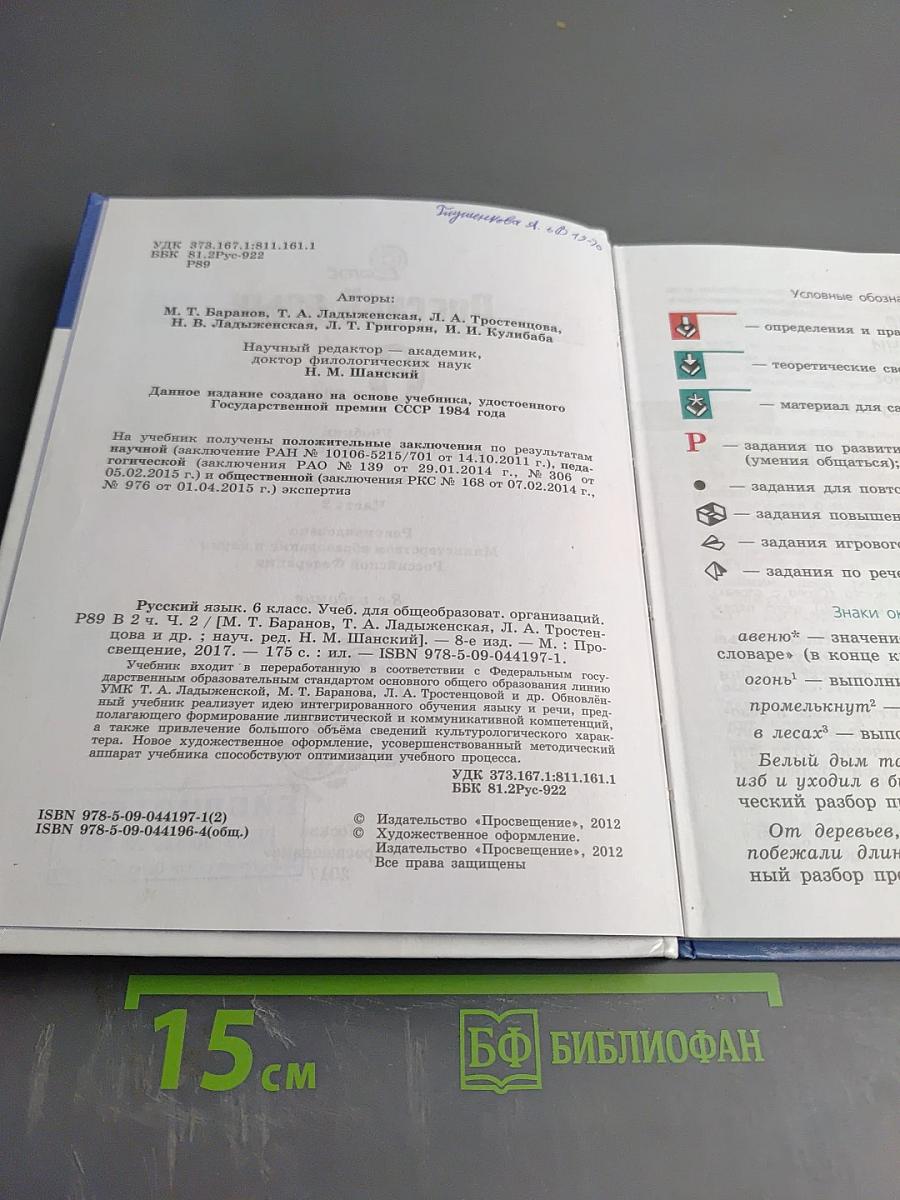 УДК 373.167.1:811.161.1
ББК 81.2Рус-922
Р89
Авторы:
М. Т. Баранов, Т. А. Ладыженская, Л. А. Тростенцова,
Н. В. Ладыженская, Л. Т. Григорян, И. И. Кулибаба
Научный редактор — академик,
доктор филологических наук
Н. М. Шанский
Данное издание создано на основе учебника, удостоенного
Государственной премии СССР 1984 года
На учебник получены положительные заключения по результатам
научной (заключение РАН № 10106-5215/701 от 14.10.2011 г.), педа-
гогической (заключения РАО № 139 от 29.01.2014 г., № 306 от
05.02.2015 г.) и общественной (заключения РКС № 168 от 07.02.2014 г.,
№ 976 от 01.04.2015 г.) экспертиз
Русский язык. 6 класс. Учеб. для общеобразоват. организаций.
Р89 В 2 ч. Ч. 2 / [М. Т. Баранов, Т. А. Ладыженская, Л. А. Тростен-
цова и др. ; науч. ред. Н. М. Шанский]. — 8-е изд. — М. : Про-
свещение, 2017. — 175 с. : ил. — ISBN 978-5-09-044197-1.
Учебник входит в переработанную в соответствии с Федеральным госу-
дарственным образовательным стандартом основного общего образования линию
УМК Т. А. Ладыженской, М. Т. Баранова, Л. А. Тростенцовой и др. Обновлён-
ный учебник реализует идею интегрированного обучения языку и речи, пред-
полагающего формирование лингвистической и коммуникативной компетенций,
а также привлечение большого объёма сведений культурологического харак-
тера. Новое художественное оформление, усовершенствованный методический
аппарат учебника способствуют оптимизации учебного процесса.
УДК 373.167.1:811.161.1
ББК 81.2Рус-922
ISBN 978-5-09-044197-1(2)
ISBN 978-5-09-044196-4(общ.)
© Издательство «Просвещение», 2012
© Художественное оформление.
Издательство «Просвещение», 2012
Все права защищены
Условные обозна
— определения и пра
— теоретические све
— материал для са
Р — задания по развити
(умения общаться);
— задания для повто
— задания повышен
— задания игрового
— задания по рече
Знаки ок
авеню* — значени
словаре» (в конце к
огонь¹ — выполни
промелькнут² —
в лесах³ — выпо
Белый дым та
изб и уходил в б
ческий разбор п
От деревьев,
побежали длин
ный разбор пре
15 см
БФ БИБЛИОФАН